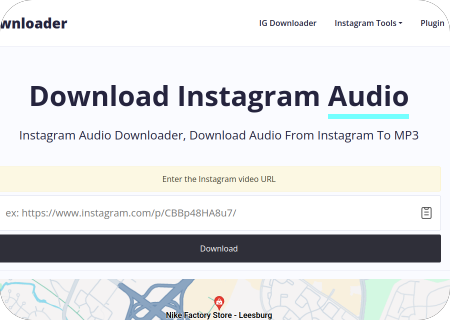 wnloader
IG Downloader
Instagram Tools
Plugin
Download Instagram Audio
Instagram Audio Downloader, Download Audio From Instagram To MP3
Enter the Instagram video URL
ex: https://www.instagram.com/p/CBBp48HA8u7/
Download
Nike Factory Store - Leesburg